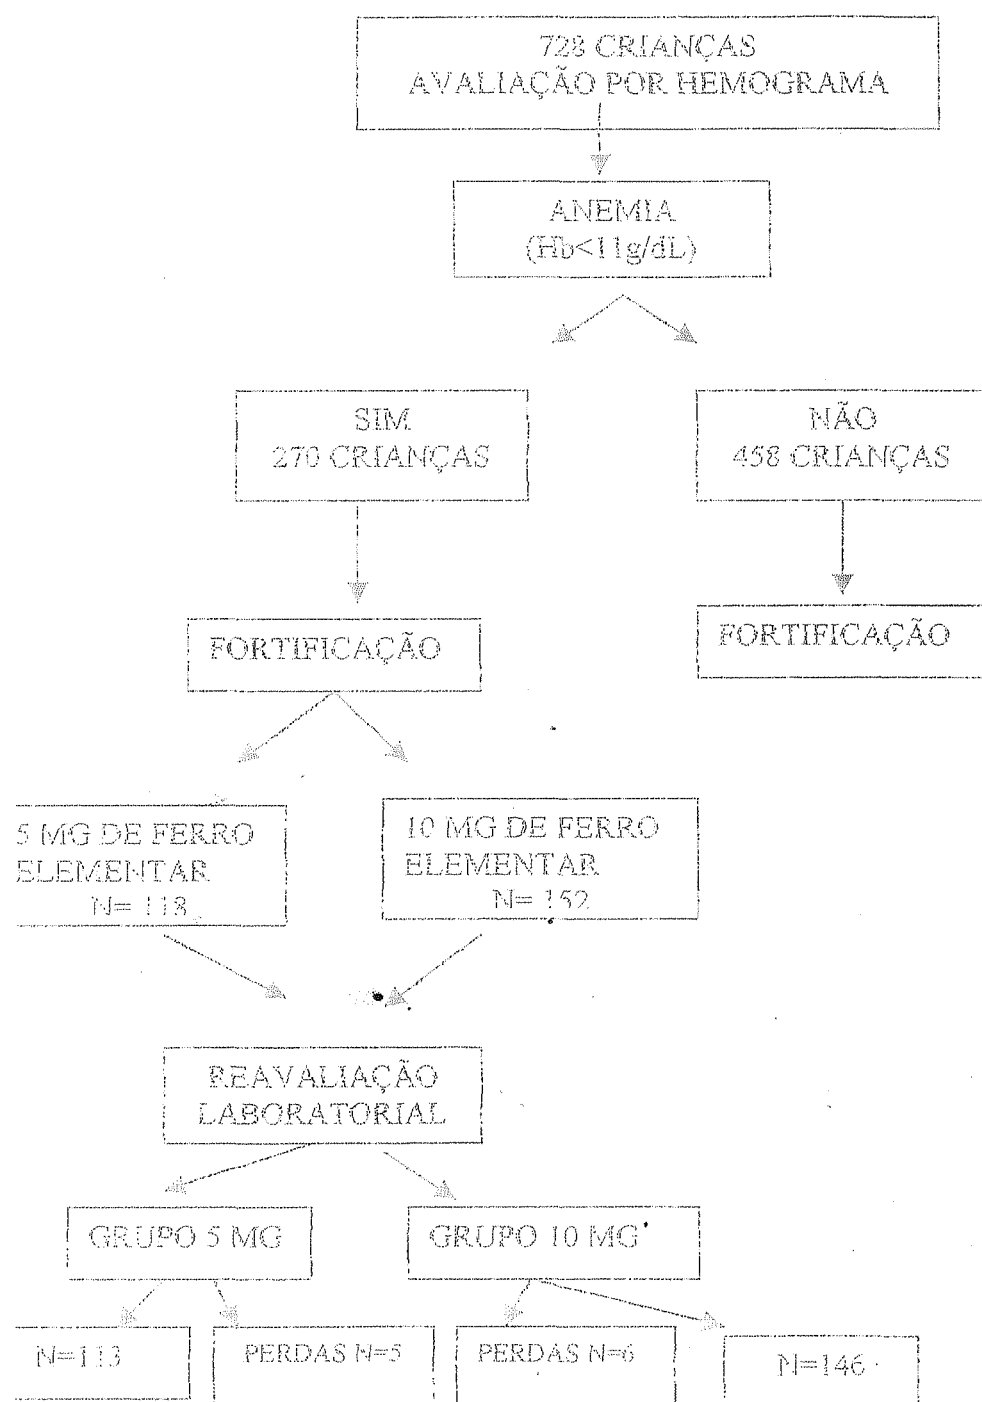 728 CRIANÇAS
AVALIAÇÃO POR HEMOGRAMA
ANEMIA
(Hb<11g/dL)
SIM
270 CRIANÇAS
NÃO
458 CRIANÇAS
FORTIFICAÇÃO
FORTIFICAÇÃO
5 MG DE FERRO
ELEMENTAR
N= 118
10 MG DE FERRO
ELEMENTAR
N= 152
REAVALIAÇÃO
LABORATORIAL
GRUPO 5 MG
GRUPO 10 MG
N=113
PERDAS N=5
PERDAS N=6
N=146